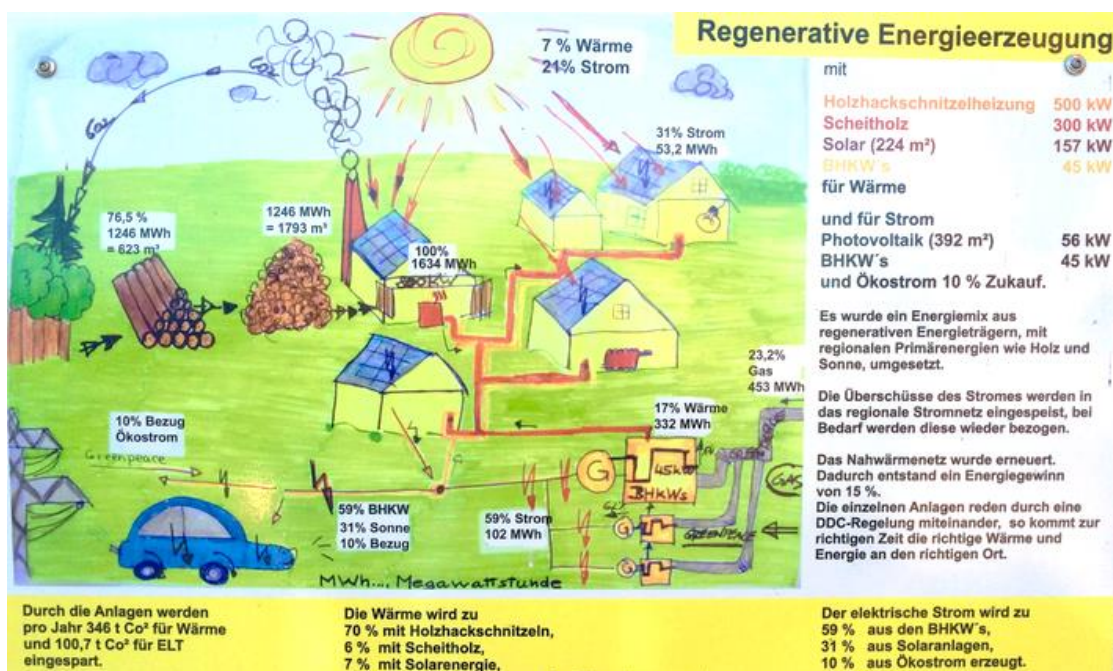 Regenerative Energieerzeugung
mit
Holzhackschnitzelheizung 500 kW
Scheitholz 300 kW
Solar (224 m²) 157 kW
BHKW´s 45 kW
für Wärme
und für Strom
Photovoltaik (392 m²) 56 kW
BHKW´s 45 kW
und Ökostrom 10 % Zukauf.
Es wurde ein Energiemix aus
regenerativen Energieträgern, mit
regionalen Primärenergien wie Holz und
Sonne, umgesetzt.
Die Überschüsse des Stromes werden in
das regionale Stromnetz eingespeist, bei
Bedarf werden diese wieder bezogen.
Das Nahwärmenetz wurde erneuert.
Dadurch entstand ein Energiegewinn
von 15 %.
Die einzelnen Anlagen reden durch eine
DDC-Regelung miteinander, so kommt zur
richtigen Zeit die richtige Wärme und
Energie an den richtigen Ort.
7 % Wärme
21% Strom
CO2
CO2
31% Strom
53,2 MWh
76,5 %
1246 MWh
= 623 m³
1246 MWh
= 1793 m³
100%
1634 MWh
23,2%
Gas
453 MWh
10% Bezug
Ökostrom
Greenpeace
17% Wärme
332 MWh
G
45kW
BHKWs
GAS
59% BHKW
31% Sonne
10% Bezug
59% Strom
102 MWh
G
G
GREENPEACE
MWh... Megawattstunde
Durch die Anlagen werden
pro Jahr 346 t Co² für Wärme
und 100,7 t Co² für ELT
eingespart.
Die Wärme wird zu
70 % mit Holzhackschnitzeln,
6 % mit Scheitholz,
7 % mit Solarenergie,
Der elektrische Strom wird zu
59 % aus den BHKW´s,
31 % aus Solaranlagen,
10 % aus Ökostrom erzeugt.